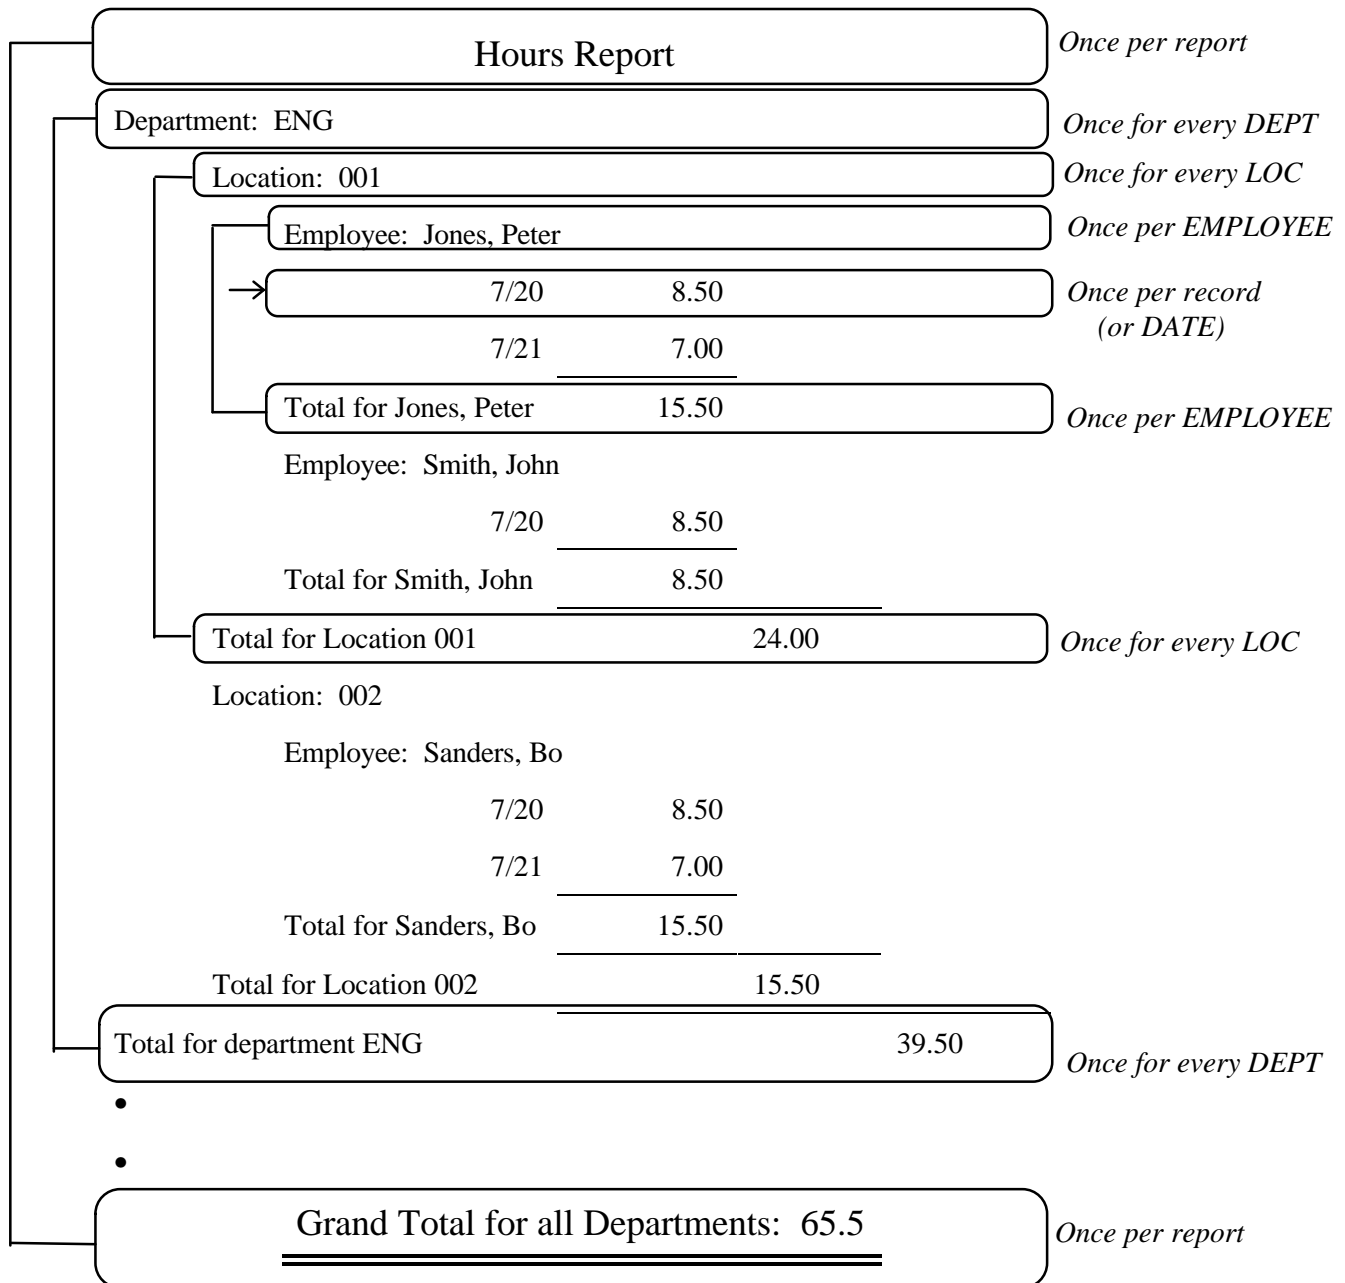 Hours Report
Once per report
Department: ENG
Once for every DEPT
Location: 001
Once for every LOC
Employee: Jones, Peter
Once per EMPLOYEE
7/20 8.50
Once per record
(or DATE)
7/21 7.00
Total for Jones, Peter 15.50
Once per EMPLOYEE
Employee: Smith, John
7/20 8.50
Total for Smith, John 8.50
Total for Location 001 24.00
Once for every LOC
Location: 002
Employee: Sanders, Bo
7/20 8.50
7/21 7.00
Total for Sanders, Bo 15.50
Total for Location 002 15.50
Total for department ENG 39.50
Once for every DEPT
•
•
Grand Total for all Departments: 65.5
Once per report